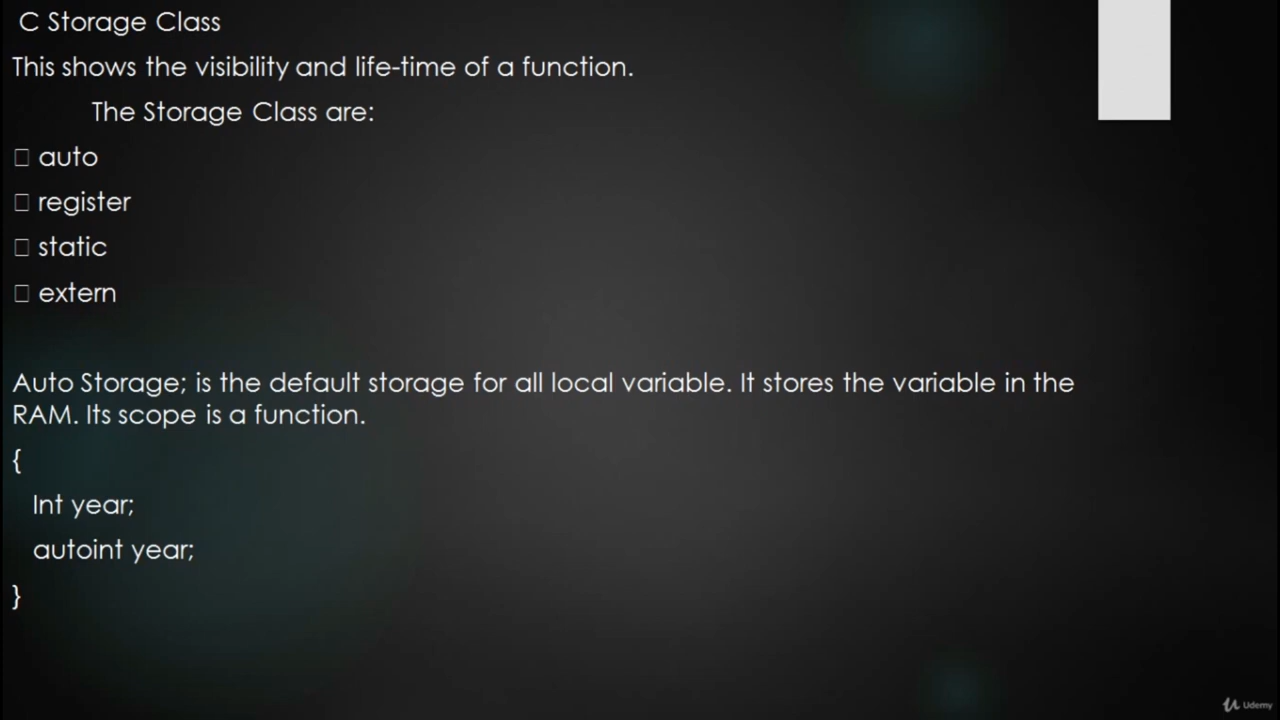 C Storage Class
This shows the visibility and life-time of a function.
The Storage Class are:
auto
register
static
extern
Auto Storage; is the default storage for all local variable. It stores the variable in the
RAM. Its scope is a function.
{
Int year;
autoint year;
}
Udemy